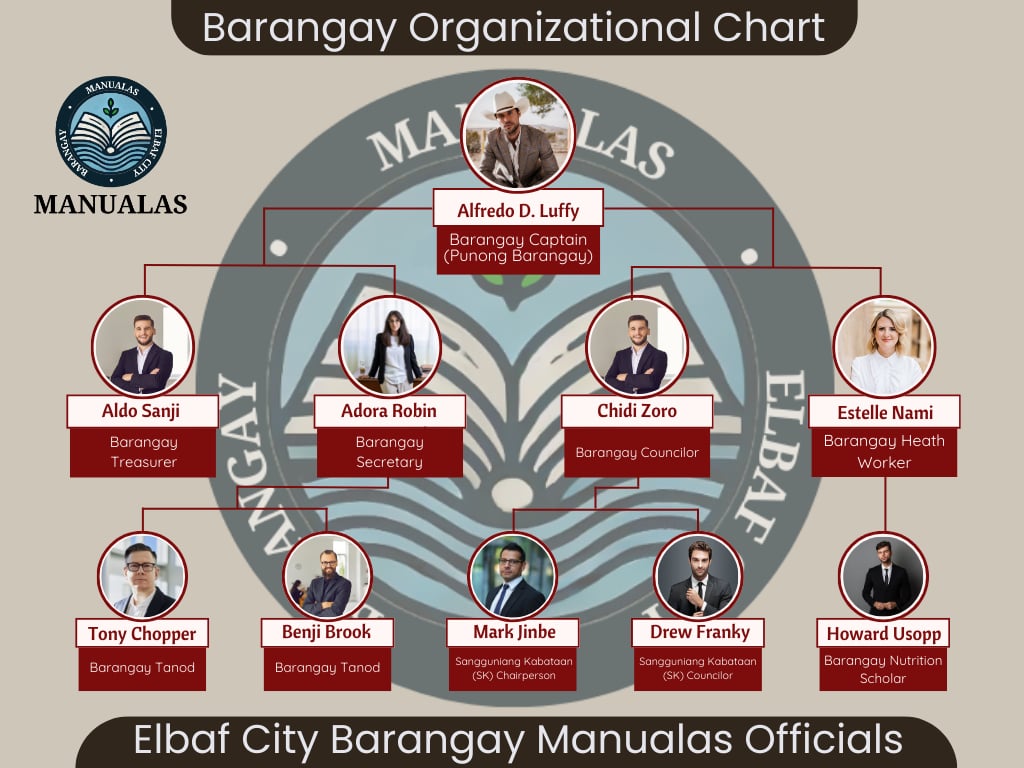 Barangay Organizational Chart
MANUALAS
BARANGAY
ELBAF CITY
MANUALAS
MA ALAS
ANGAY
ELBAF
Alfredo D. Luffy
Barangay Captain
(Punong Barangay)
Aldo Sanji
Barangay
Treasurer
Adora Robin
Barangay
Secretary
Chidi Zoro
Barangay Councilor
Estelle Nami
Barangay Heath
Worker
Tony Chopper
Barangay Tanod
Benji Brook
Barangay Tanod
Mark Jinbe
Sangguniang Kabataan
(SK) Chairperson
Drew Franky
Sangguniang Kabataan
(SK) Councilor
Howard Usopp
Barangay Nutrition
Scholar
Elbaf City Barangay Manualas Officials